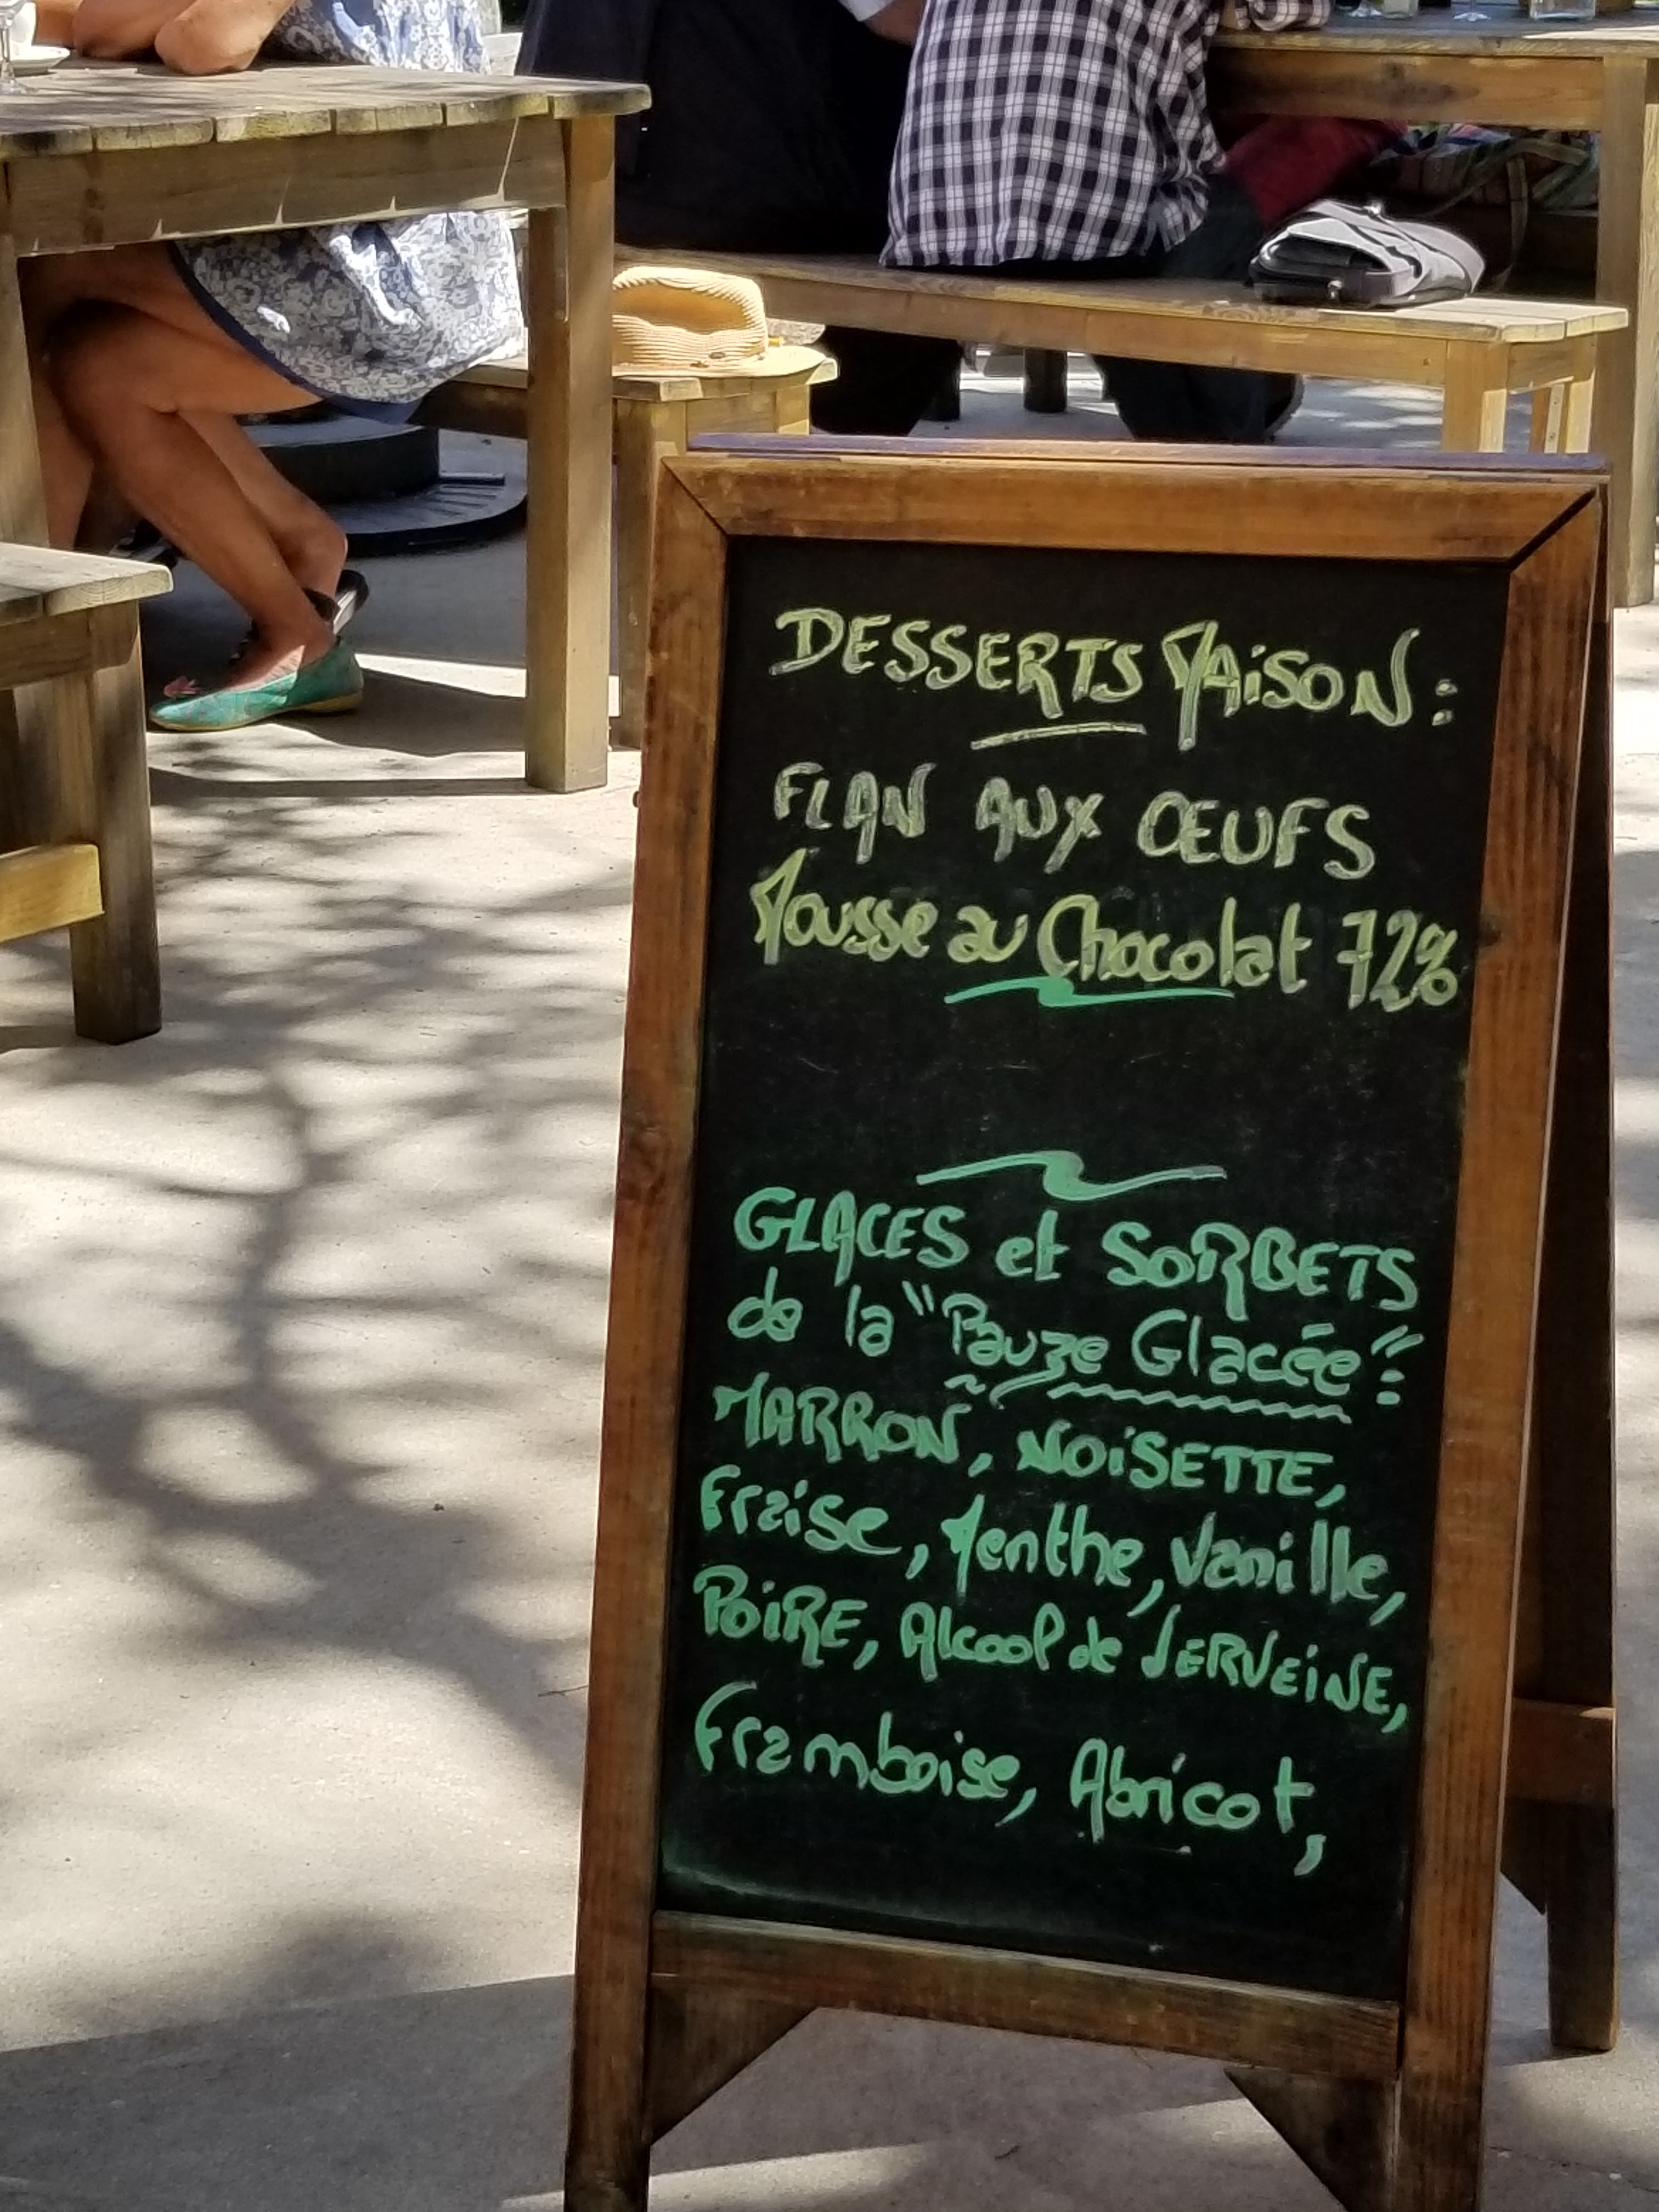 DESSERTS MAiSON :
FLAN AUX ŒUFS
Mousse au Chocolat 72%
GLACES et SORBETS
de la "Pauze Glacée" :
MARRON, NOiSETTE,
Fraise, Menthe, Vanille,
POiRE, Alcool de VERVEiNE,
Framboise, Abricot,